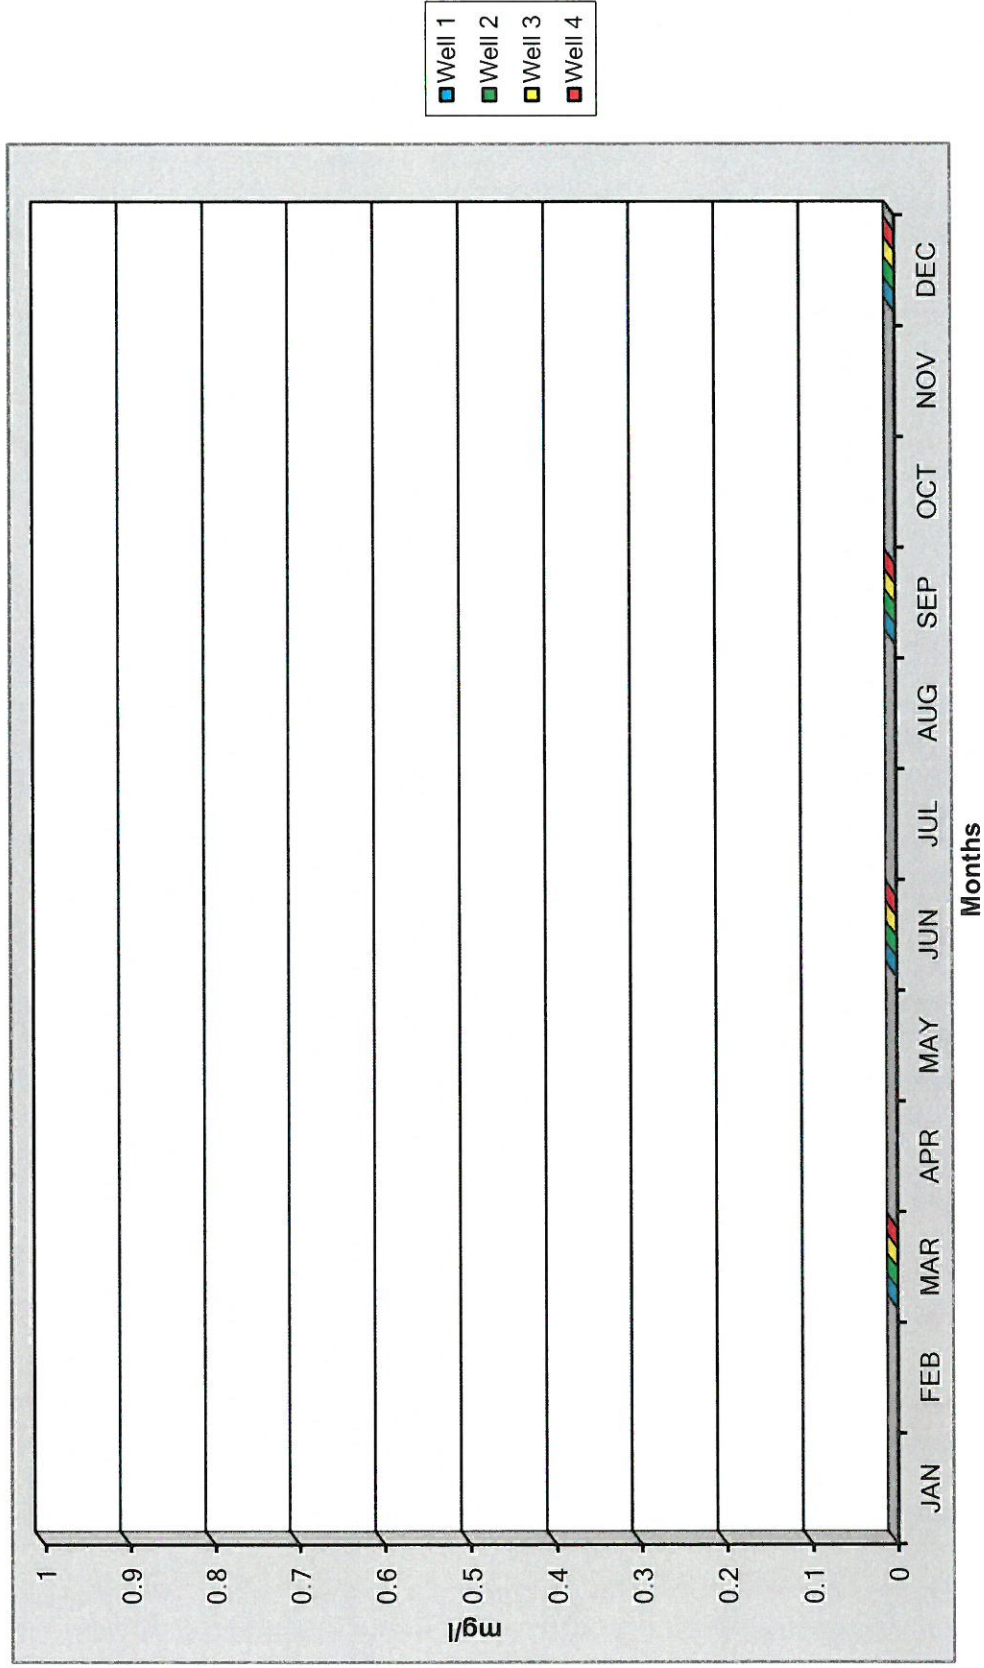 1
0.9
0.8
0.7
0.6
0.5
0.4
0.3
0.2
0.1
0
mg/l
JAN
FEB
MAR
APR
MAY
JUN
JUL
AUG
SEP
OCT
NOV
DEC
Months
Well 1
Well 2
Well 3
Well 4